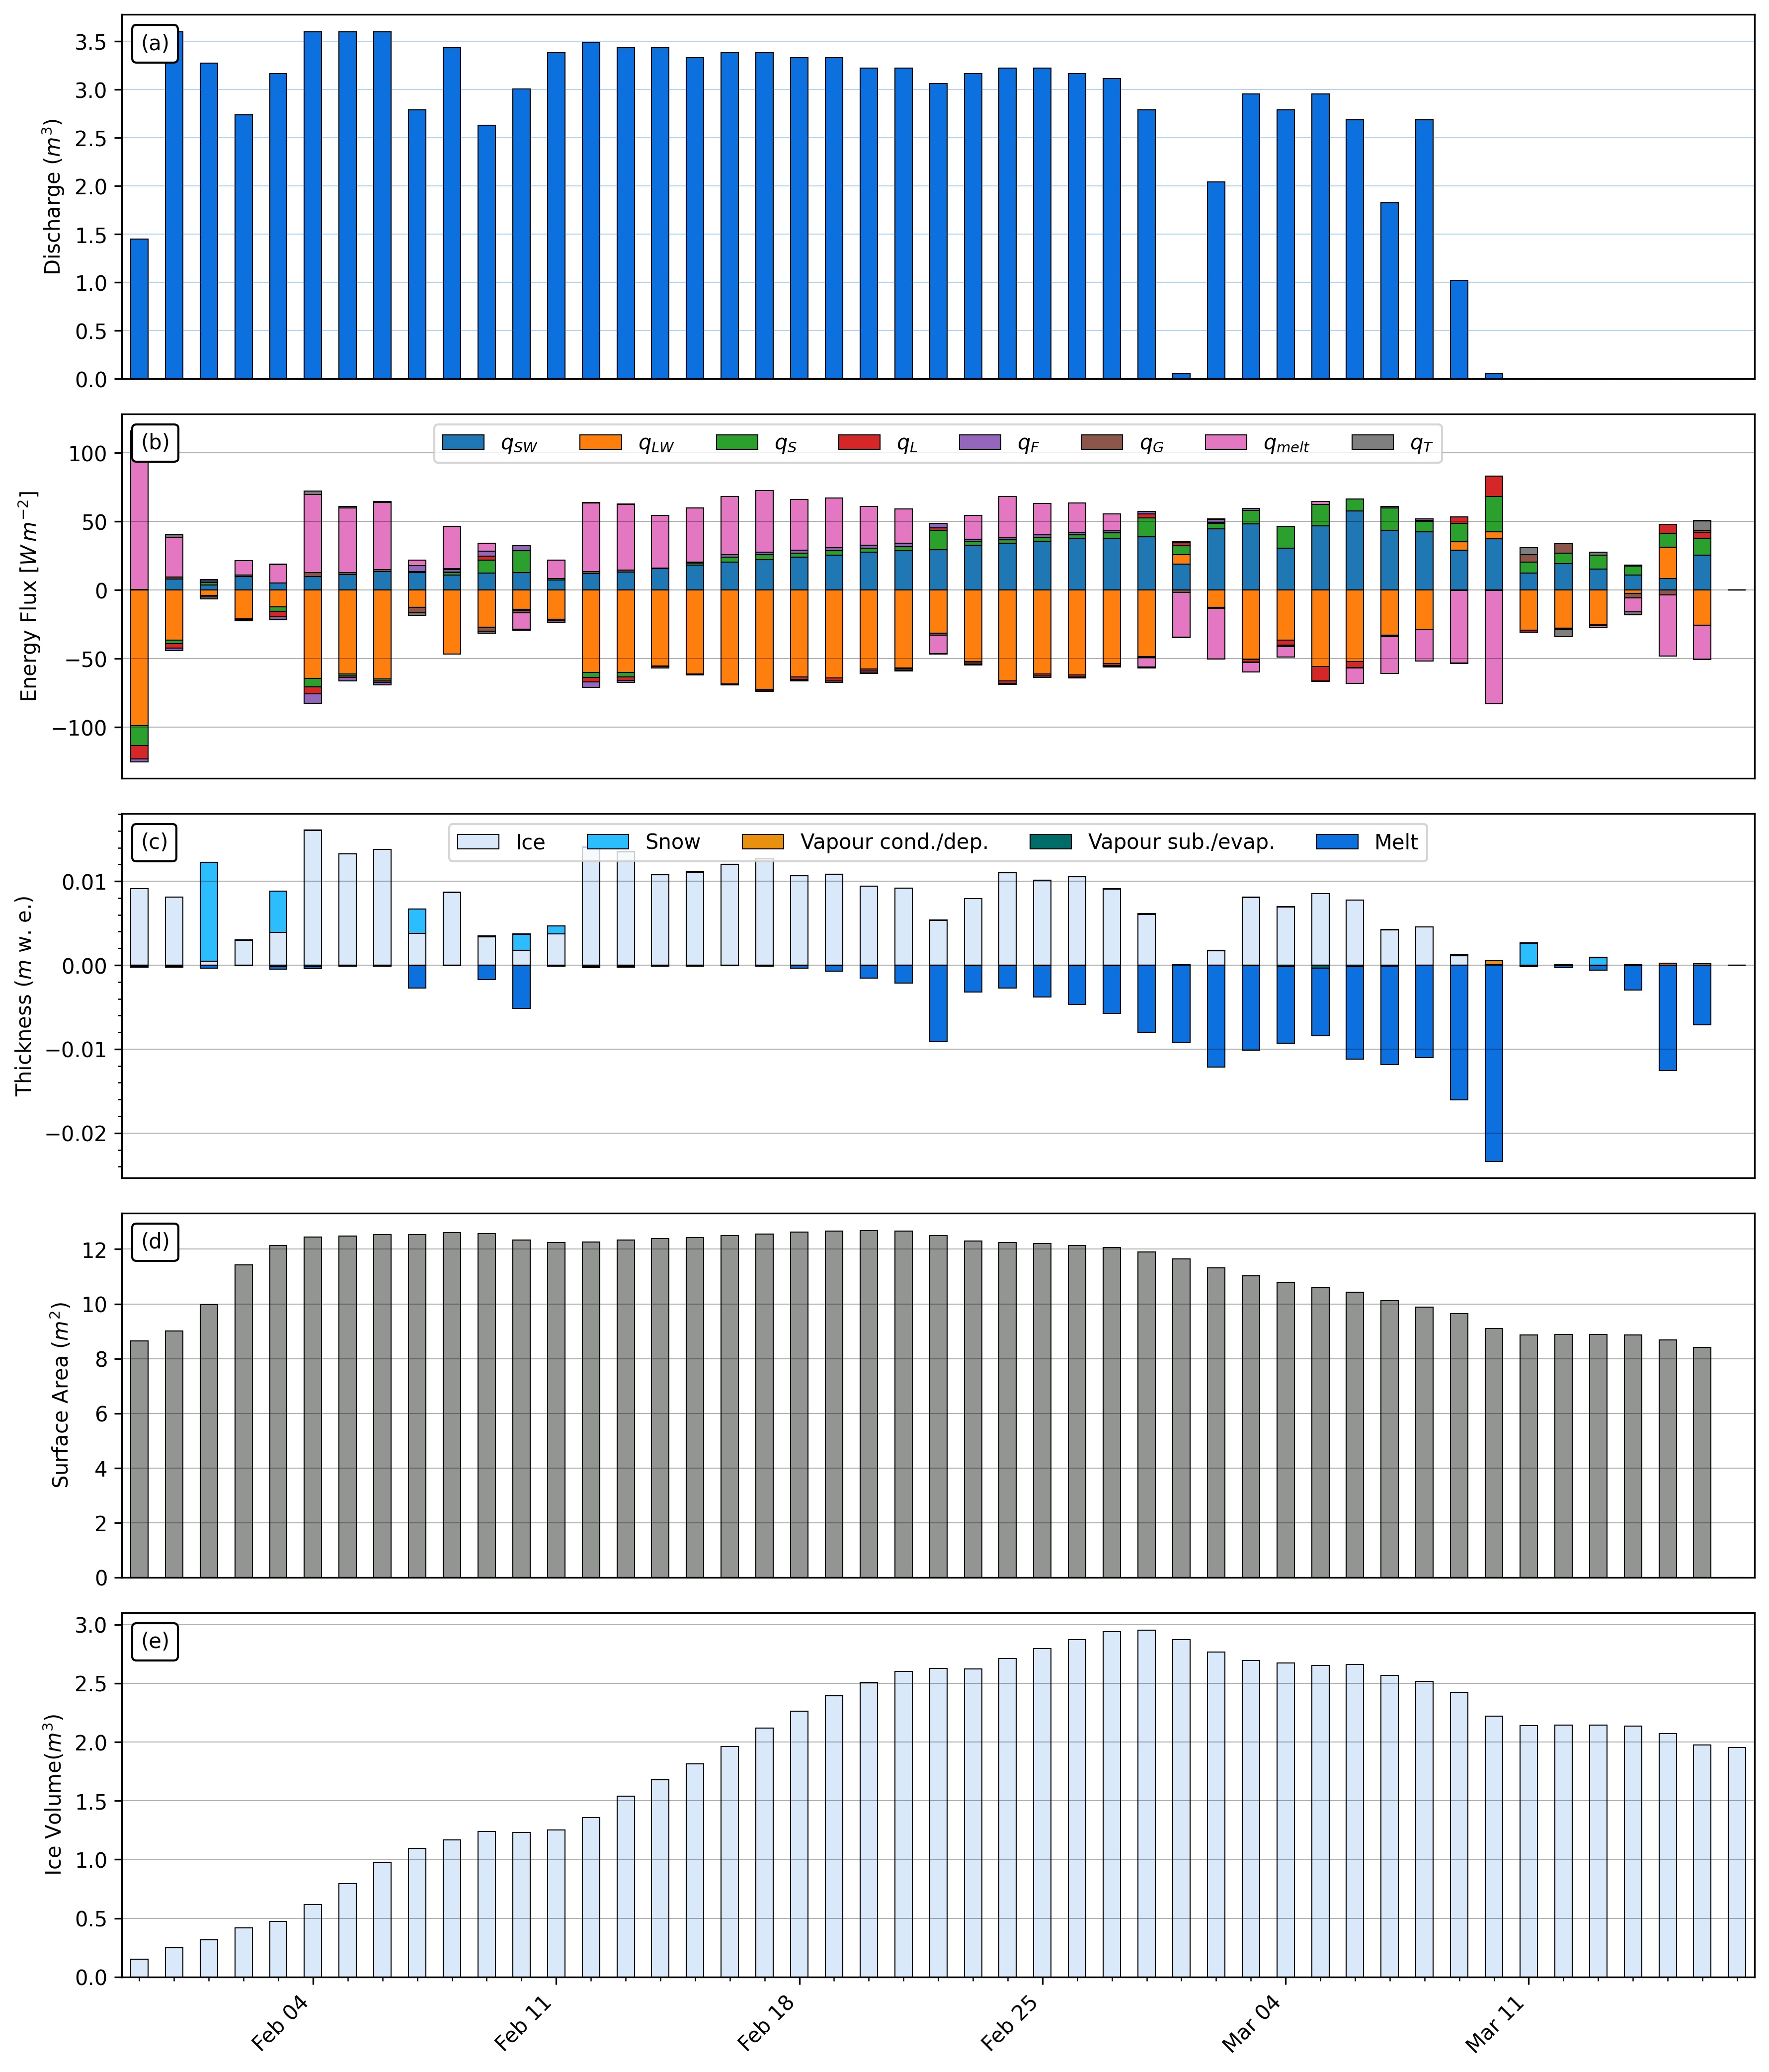 (a)
Discharge (m³)
3.5
3.0
2.5
2.0
1.5
1.0
0.5
0.0
(b)
q_SW q_LW q_S q_L q_F q_G q_melt q_T
Energy Flux [W m⁻²]
100
50
0
−50
−100
(c)
Ice Snow Vapour cond./dep. Vapour sub./evap. Melt
Thickness (m w. e.)
0.01
0.00
−0.01
−0.02
(d)
Surface Area (m²)
12
10
8
6
4
2
0
(e)
Ice Volume(m³)
3.0
2.5
2.0
1.5
1.0
0.5
0.0
Feb 04 Feb 11 Feb 18 Feb 25 Mar 04 Mar 11